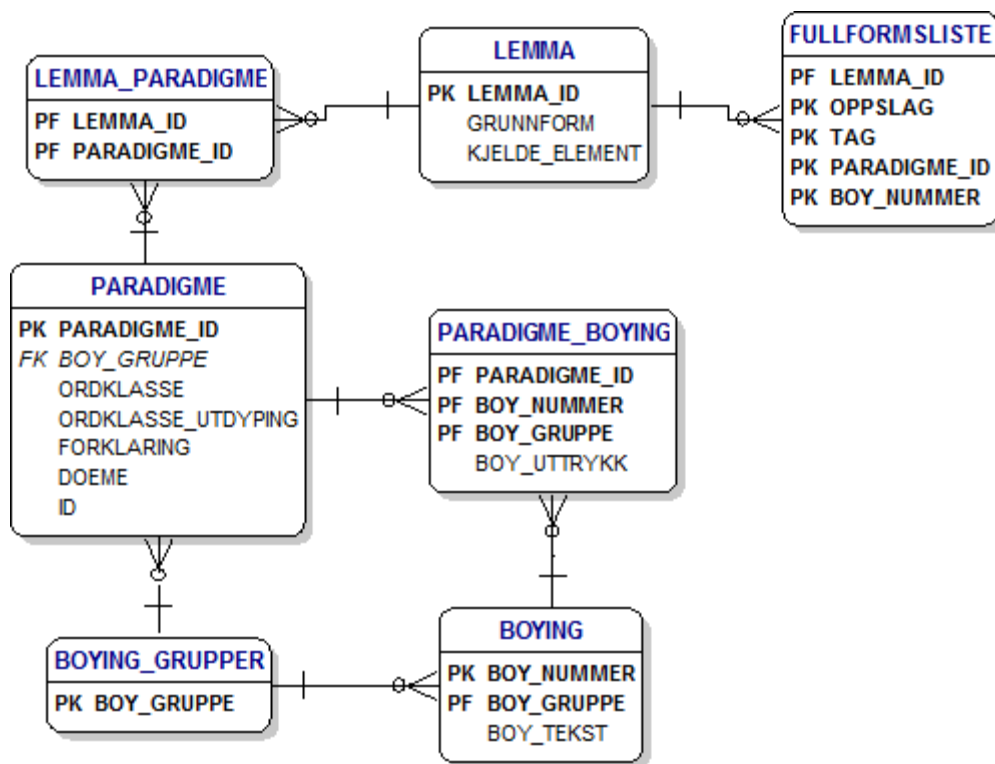 LEMMA_PARADIGME
PF LEMMA_ID
PF PARADIGME_ID
LEMMA
PK LEMMA_ID
GRUNNFORM
KJELDE_ELEMENT
FULLFORMSLISTE
PF LEMMA_ID
PK OPPSLAG
PK TAG
PK PARADIGME_ID
PK BOY_NUMMER
PARADIGME
PK PARADIGME_ID
FK BOY_GRUPPE
ORDKLASSE
ORDKLASSE_UTDYPING
FORKLARING
DOEME
ID
PARADIGME_BOYING
PF PARADIGME_ID
PF BOY_NUMMER
PF BOY_GRUPPE
BOY_UTTRYKK
BOYING_GRUPPER
PK BOY_GRUPPE
BOYING
PK BOY_NUMMER
PF BOY_GRUPPE
BOY_TEKST